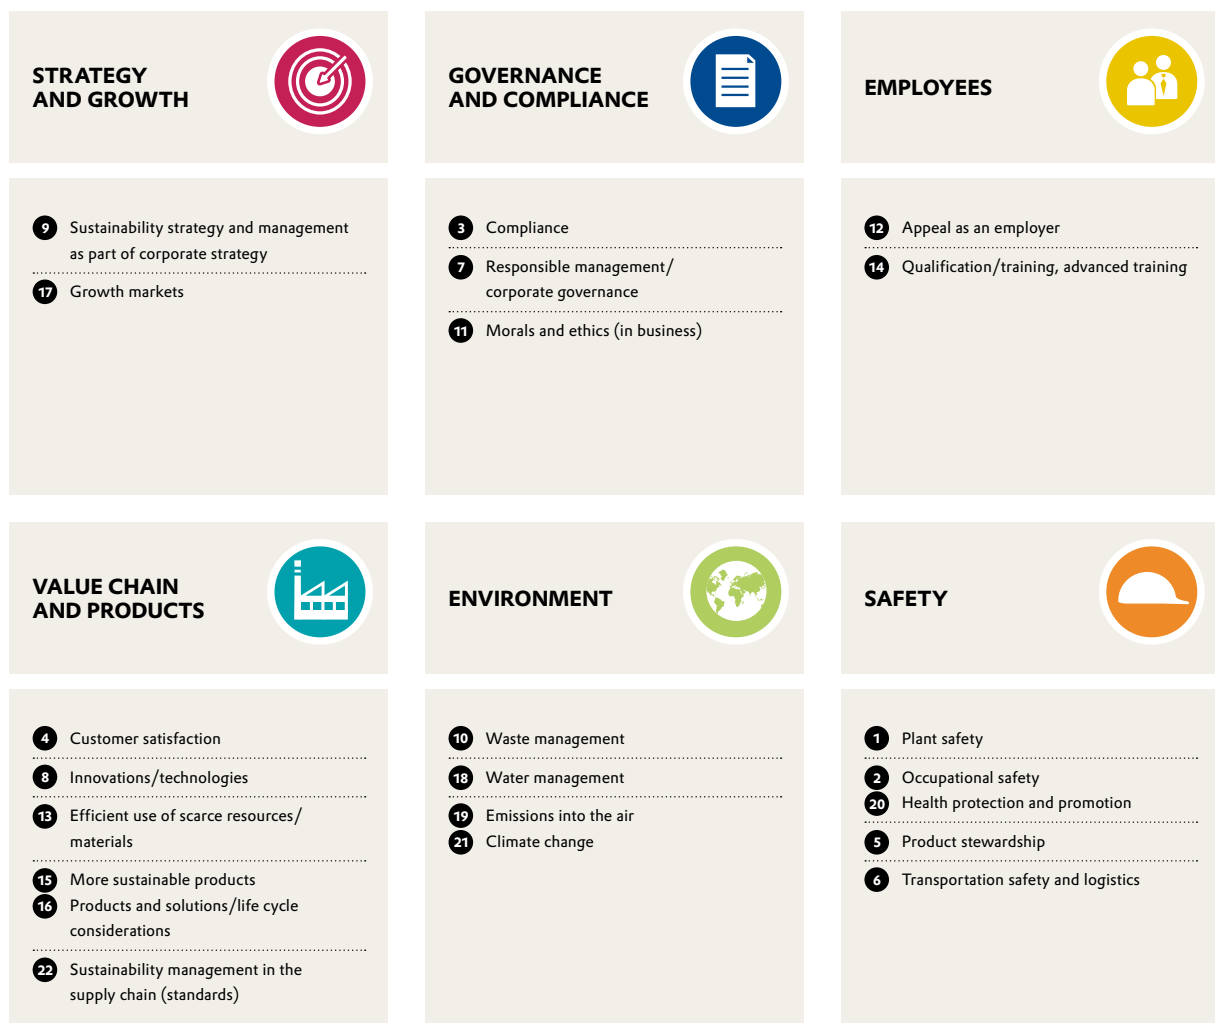 STRATEGY
AND GROWTH
9 Sustainability strategy and management
as part of corporate strategy
17 Growth markets
GOVERNANCE
AND COMPLIANCE
3 Compliance
7 Responsible management/
corporate governance
11 Morals and ethics (in business)
EMPLOYEES
12 Appeal as an employer
14 Qualification/training, advanced training
VALUE CHAIN
AND PRODUCTS
4 Customer satisfaction
8 Innovations/technologies
13 Efficient use of scarce resources/
materials
15 More sustainable products
16 Products and solutions/life cycle
considerations
22 Sustainability management in the
supply chain (standards)
ENVIRONMENT
10 Waste management
18 Water management
19 Emissions into the air
21 Climate change
SAFETY
1 Plant safety
2 Occupational safety
20 Health protection and promotion
5 Product stewardship
6 Transportation safety and logistics